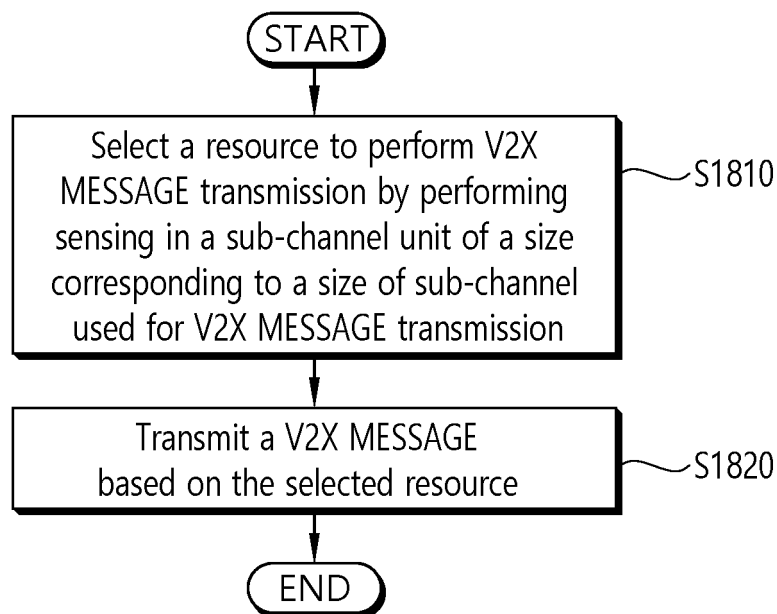 START
Select a resource to perform V2X
MESSAGE transmission by performing
sensing in a sub-channel unit of a size
corresponding to a size of sub-channel
used for V2X MESSAGE transmission
S1810
Transmit a V2X MESSAGE
based on the selected resource
S1820
END